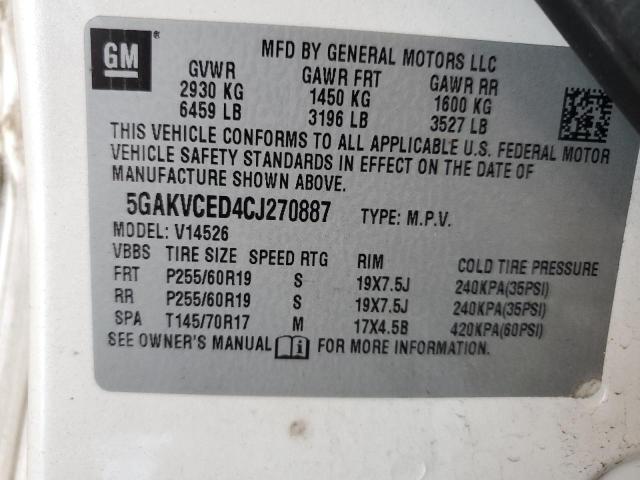 GM
MFD BY GENERAL MOTORS LLC
GVWR GAWR FRT GAWR RR
2930 KG 1450 KG 1600 KG
6459 LB 3196 LB 3527 LB
THIS VEHICLE CONFORMS TO ALL APPLICABLE U.S. FEDERAL MOTOR
VEHICLE SAFETY STANDARDS IN EFFECT ON THE DATE OF
MANUFACTURE SHOWN ABOVE.
5GAKVCED4CJ270887 TYPE: M.P.V.
MODEL: V14526
VBBS TIRE SIZE SPEED RTG RIM COLD TIRE PRESSURE
FRT P255/60R19 S 19X7.5J 240KPA(35PSI)
RR P255/60R19 S 19X7.5J 240KPA(35PSI)
SPA T145/70R17 M 17X4.5B 420KPA(60PSI)
SEE OWNER'S MANUAL i FOR MORE INFORMATION.